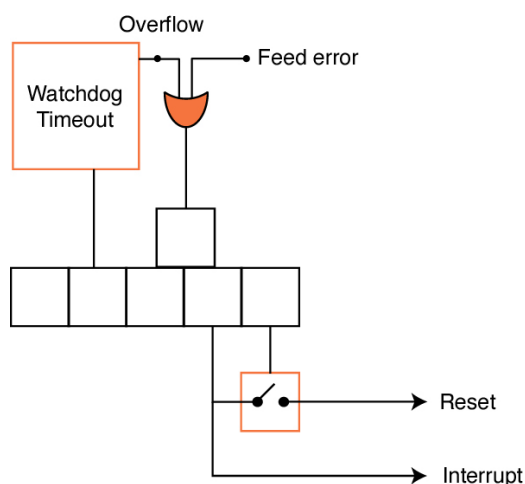 Overflow
Feed error
Watchdog
Timeout
Reset
Interrupt